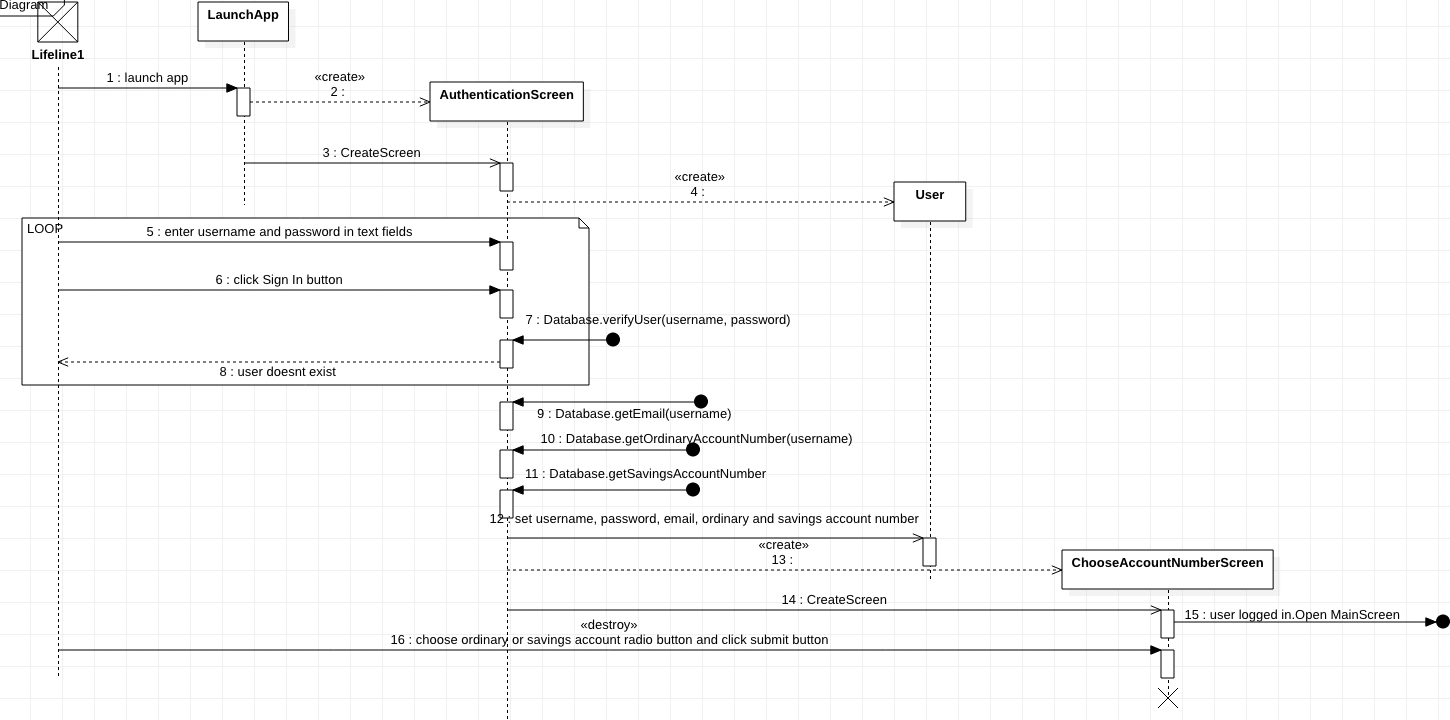 Diagram
LaunchApp
Lifeline1
1 : launch app
«create»
2 :
AuthenticationScreen
3 : CreateScreen
«create»
4 :
User
LOOP
5 : enter username and password in text fields
6 : click Sign In button
7 : Database.verifyUser(username, password)
8 : user doesnt exist
9 : Database.getEmail(username)
10 : Database.getOrdinaryAccountNumber(username)
11 : Database.getSavingsAccountNumber
12 : set username, password, email, ordinary and savings account number
«create»
13 :
ChooseAccountNumberScreen
14 : CreateScreen
15 : user logged in.Open MainScreen
«destroy»
16 : choose ordinary or savings account radio button and click submit button